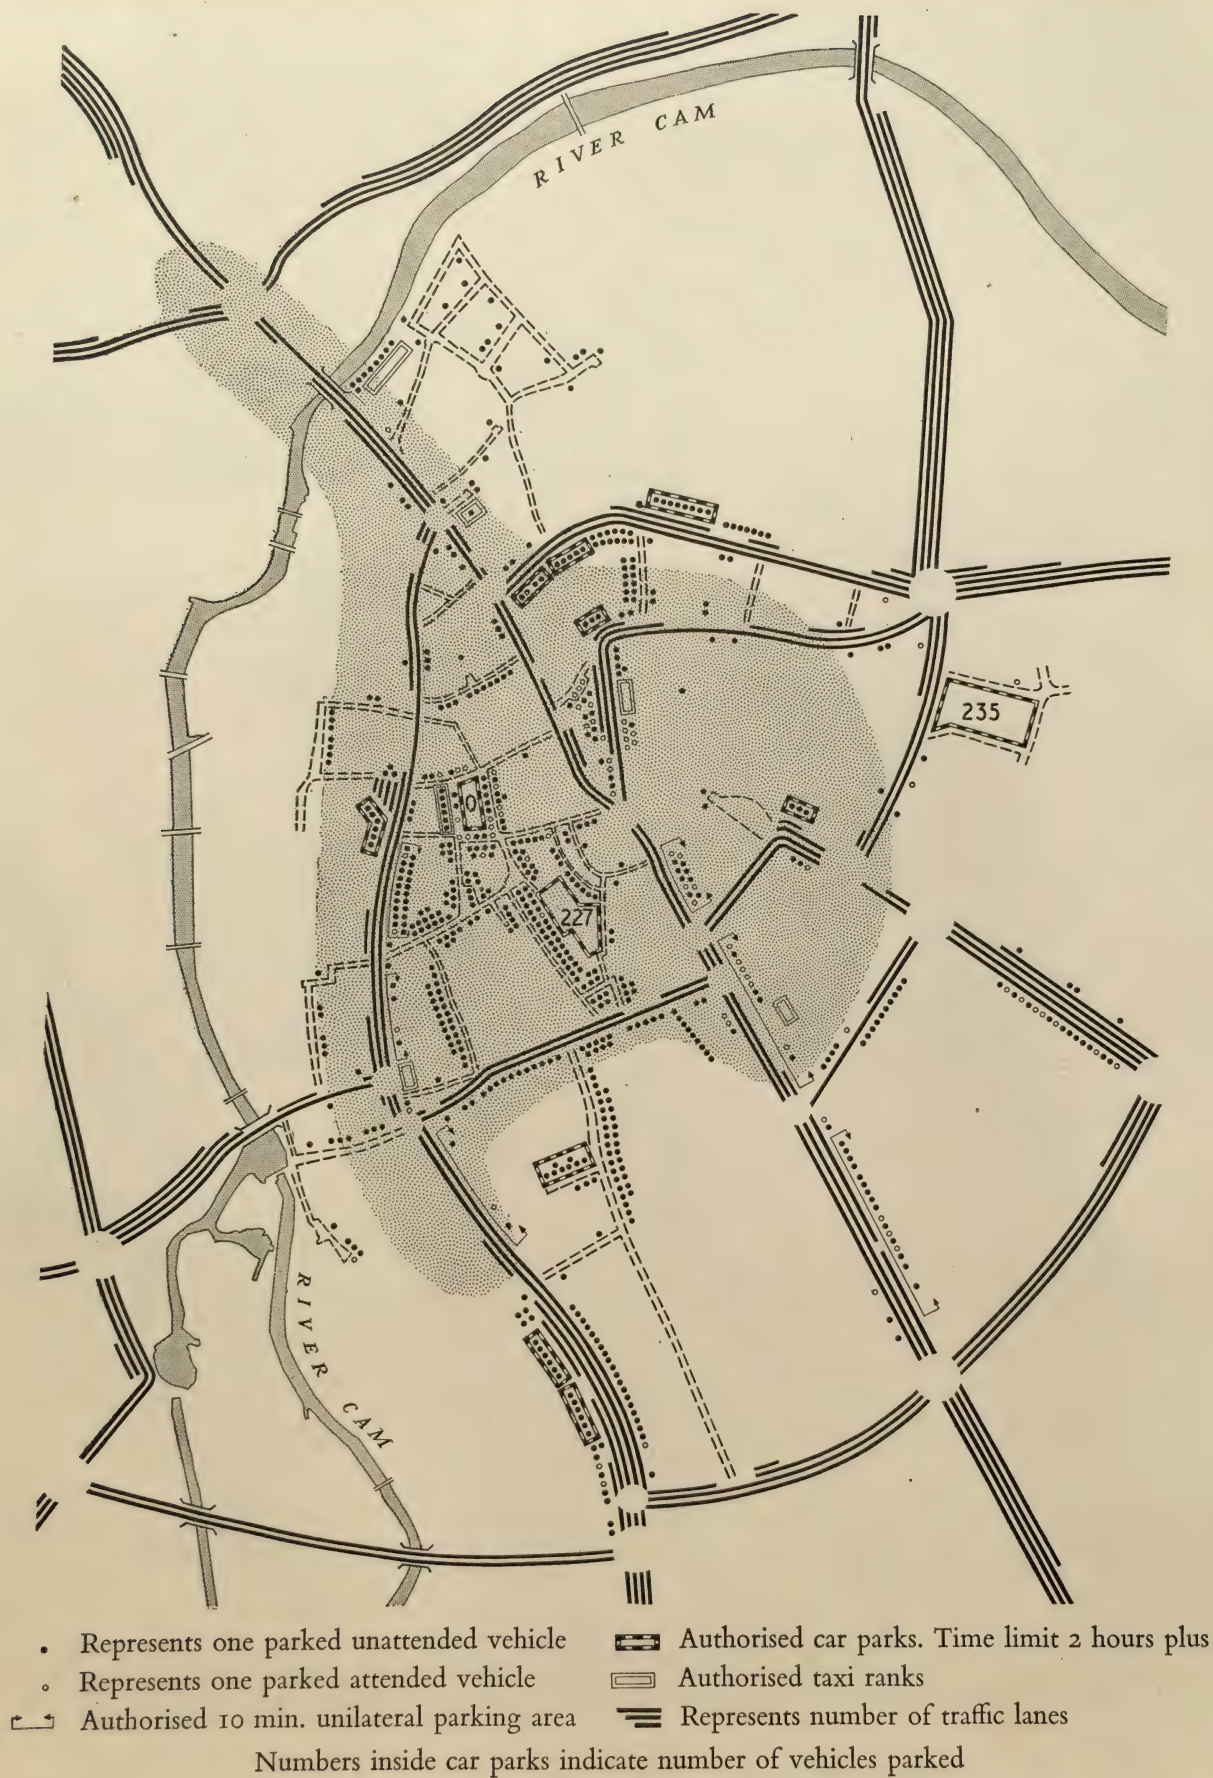 RIVER CAM
235
0
227
RIVER CAM
Represents one parked unattended vehicle
Authorised car parks. Time limit 2 hours plus
Represents one parked attended vehicle
Authorised taxi ranks
Authorised 10 min. unilateral parking area
Represents number of traffic lanes
Numbers inside car parks indicate number of vehicles parked